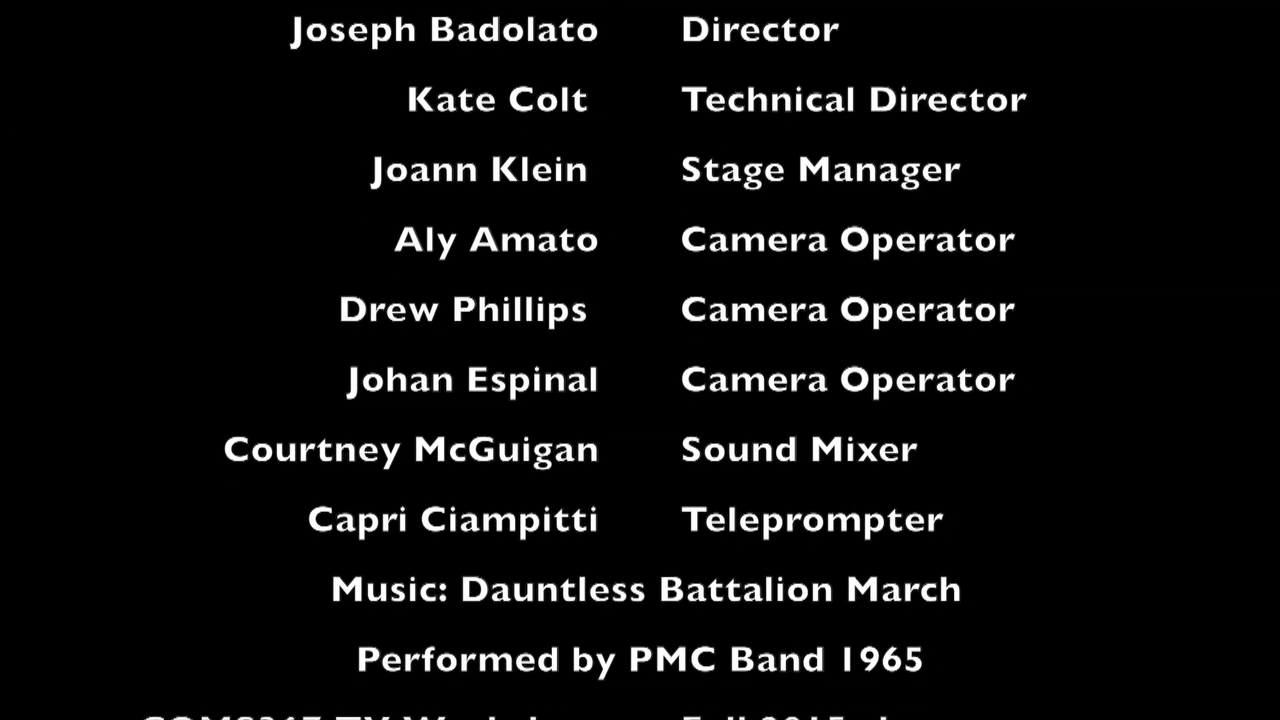 Joseph Badolato Director
Kate Colt Technical Director
Joann Klein Stage Manager
Aly Amato Camera Operator
Drew Phillips Camera Operator
Johan Espinal Camera Operator
Courtney McGuigan Sound Mixer
Capri Ciampitti Teleprompter
Music: Dauntless Battalion March
Performed by PMC Band 1965